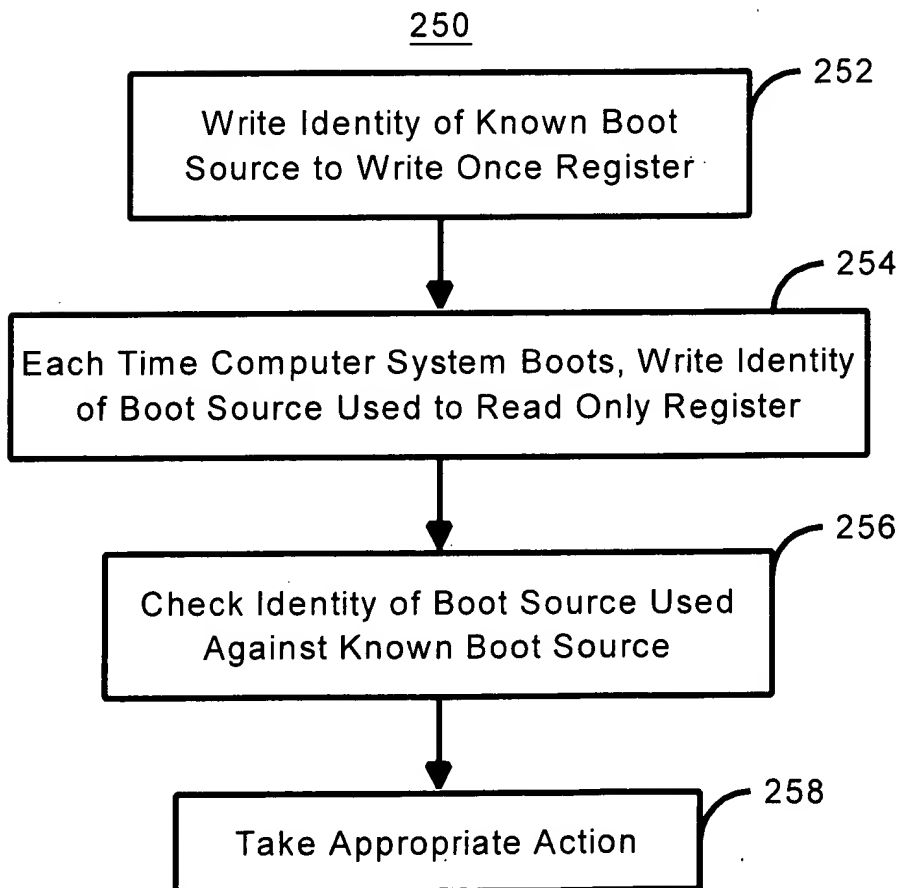 250
252
Write Identity of Known Boot
Source to Write Once Register
254
Each Time Computer System Boots, Write Identity
of Boot Source Used to Read Only Register
256
Check Identity of Boot Source Used
Against Known Boot Source
258
Take Appropriate Action